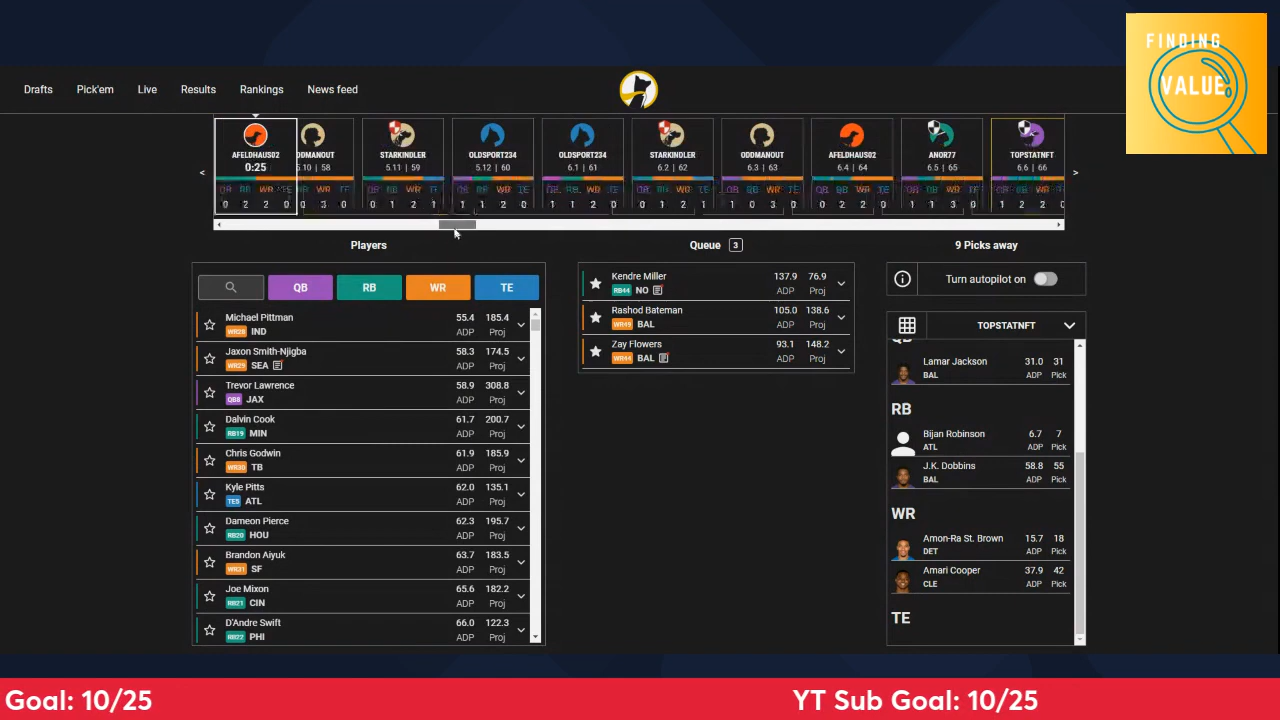 FINDING
VALUE
Drafts Pick'em Live Results Rankings News feed
AFELDHAUS02 ODDMANOUT STARKINDLER OLDSPORT234 OLDSPORT234 STARKINDLER ODDMANOUT AFELDHAUS02 ANOR77 TOPSTATNFT
0:25 5.10 | 58 5.11 | 59 5.12 | 60 6.1 | 61 6.2 | 62 6.3 | 63 6.4 | 64 6.5 | 65 6.6 | 66
< >
Players Queue 3 9 Picks away
QB RB WR TE
Michael Pittman 55.4 185.4
WR28 IND ADP Proj
Jaxon Smith-Njigba 58.3 174.5
WR29 SEA ADP Proj
Trevor Lawrence 58.9 308.8
QB8 JAX ADP Proj
Dalvin Cook 61.7 200.7
RB19 MIN ADP Proj
Chris Godwin 61.9 185.9
WR30 TB ADP Proj
Kyle Pitts 62.0 135.1
TE5 ATL ADP Proj
Dameon Pierce 62.3 195.7
RB20 HOU ADP Proj
Brandon Aiyuk 63.7 183.5
WR31 SF ADP Proj
Joe Mixon 65.6 182.2
RB21 CIN ADP Proj
D'Andre Swift 66.0 122.3
RB22 PHI ADP Proj
Kendre Miller 137.9 76.9
RB44 NO ADP Proj
Rashod Bateman 105.0 138.6
WR49 BAL ADP Proj
Zay Flowers 93.1 148.2
WR44 BAL ADP Proj
Turn autopilot on
TOPSTATNFT
QB
Lamar Jackson 31.0 31
BAL ADP Pick
RB
Bijan Robinson 6.7 7
ATL ADP Pick
J.K. Dobbins 58.8 55
BAL ADP Pick
WR
Amon-Ra St. Brown 15.7 18
DET ADP Pick
Amari Cooper 37.9 42
CLE ADP Pick
TE
Goal: 10/25 YT Sub Goal: 10/25